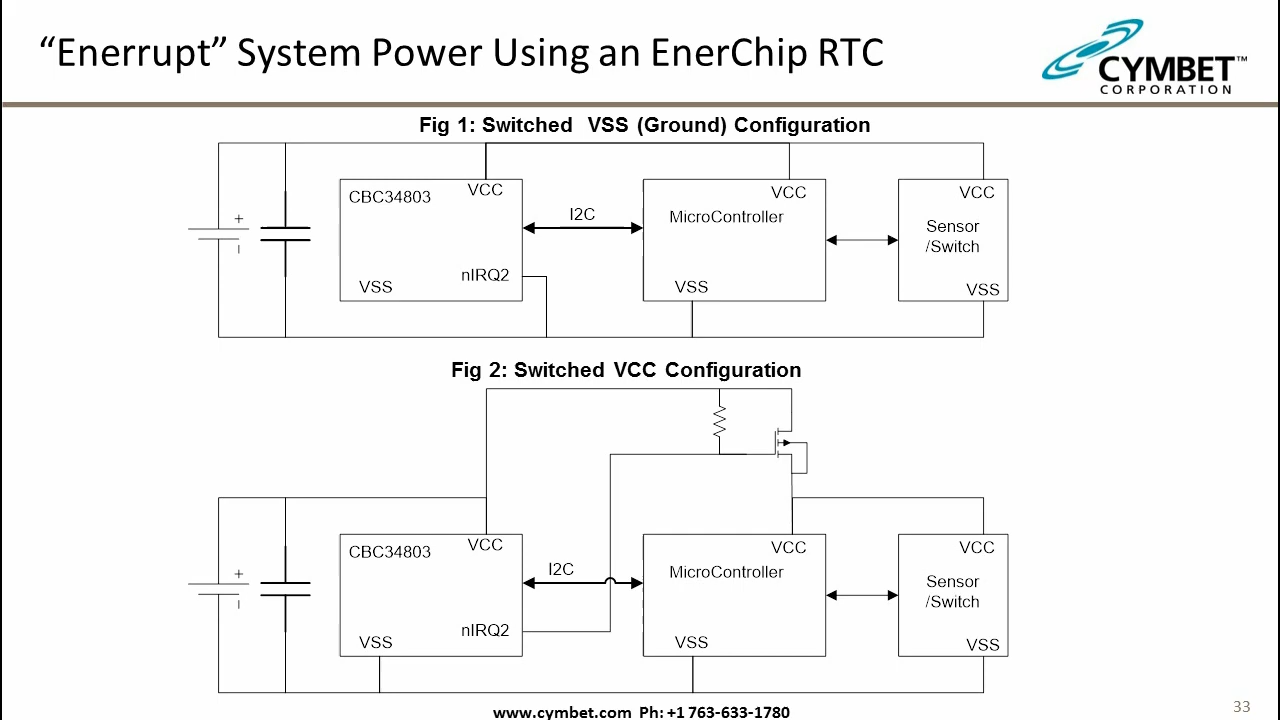 “Enerrupt” System Power Using an EnerChip RTC
CYMBET™
CORPORATION
Fig 1: Switched VSS (Ground) Configuration
CBC34803
VCC
I2C
nIRQ2
VSS
VCC
MicroController
VSS
VCC
Sensor
/Switch
VSS
+
–
Fig 2: Switched VCC Configuration
CBC34803
VCC
I2C
nIRQ2
VSS
VCC
MicroController
VSS
VCC
Sensor
/Switch
VSS
+
–
www.cymbet.com Ph: +1 763-633-1780
33